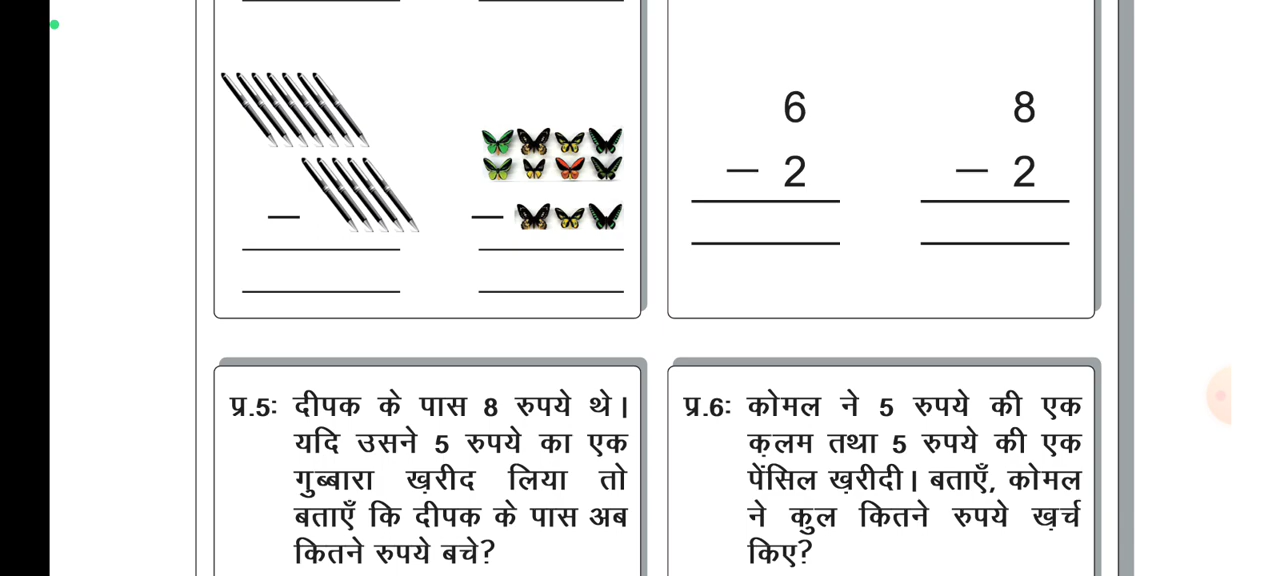 6
− 2
8
− 2
−
−
प्र.5: दीपक के पास 8 रुपये थे।
यदि उसने 5 रुपये का एक
गुब्बारा ख़रीद लिया तो
बताएँ कि दीपक के पास अब
कितने रुपये बचे?
प्र.6: कोमल ने 5 रुपये की एक
क़लम तथा 5 रुपये की एक
पेंसिल ख़रीदी। बताएँ, कोमल
ने कुल कितने रुपये ख़र्च
किए?